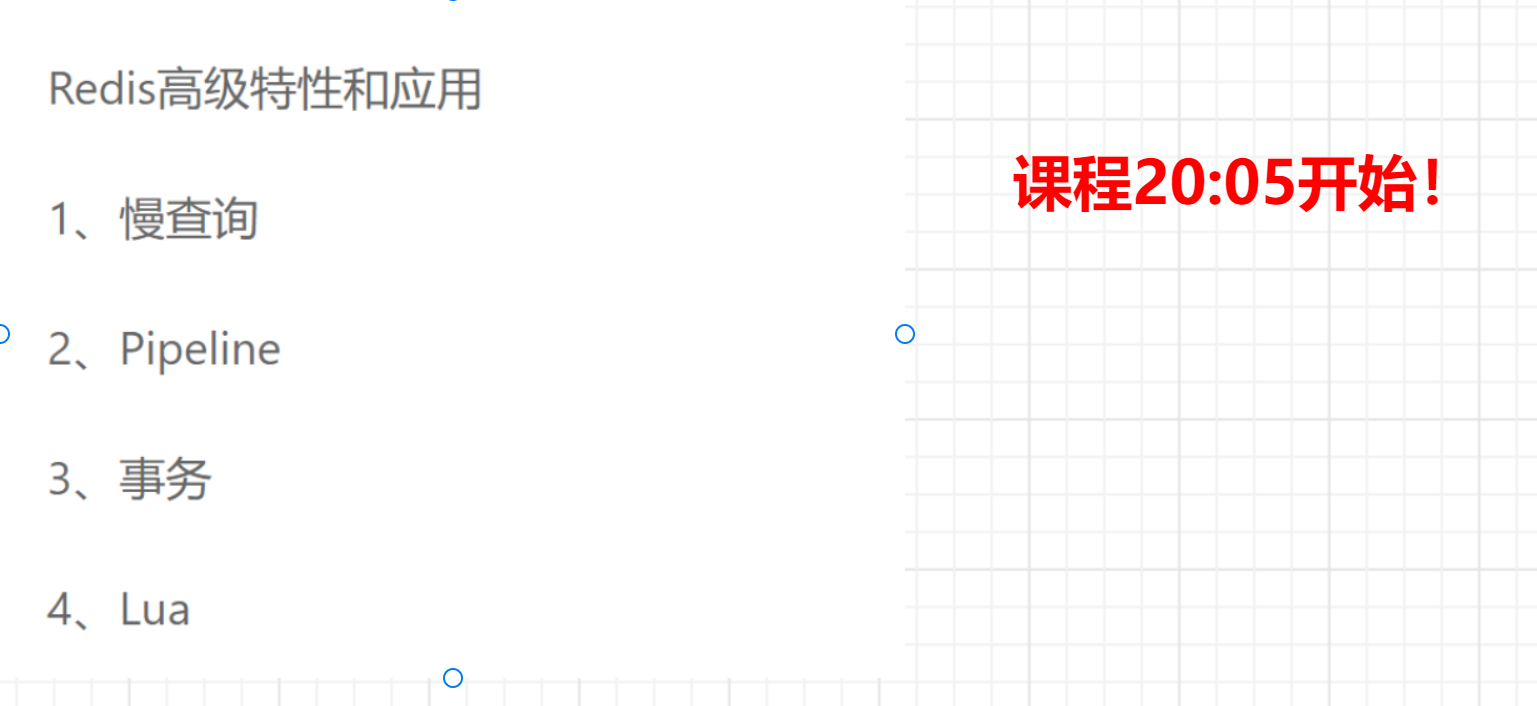 Redis高级特性和应用
1、慢查询
2、Pipeline
3、事务
4、Lua
课程20:05开始！